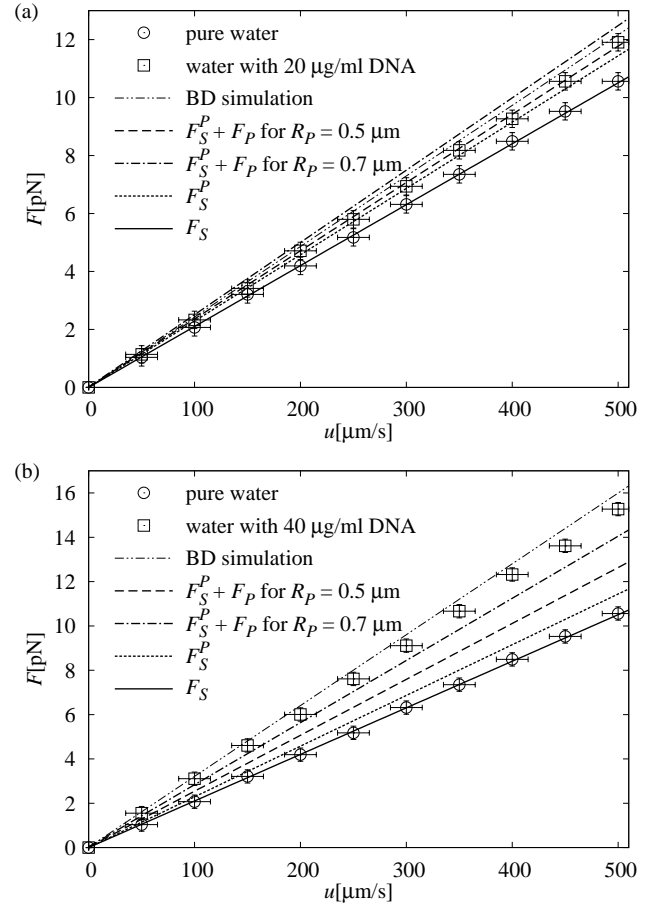 (a)
12
10
8
6
4
2
0
F[pN]
pure water
water with 20 μg/ml DNA
BD simulation
F_S^P + F_P for R_P = 0.5 μm
F_S^P + F_P for R_P = 0.7 μm
F_S^P
F_S
0 100 200 300 400 500
u[μm/s]
(b)
16
14
12
10
8
6
4
2
0
F[pN]
pure water
water with 40 μg/ml DNA
BD simulation
F_S^P + F_P for R_P = 0.5 μm
F_S^P + F_P for R_P = 0.7 μm
F_S^P
F_S
0 100 200 300 400 500
u[μm/s]